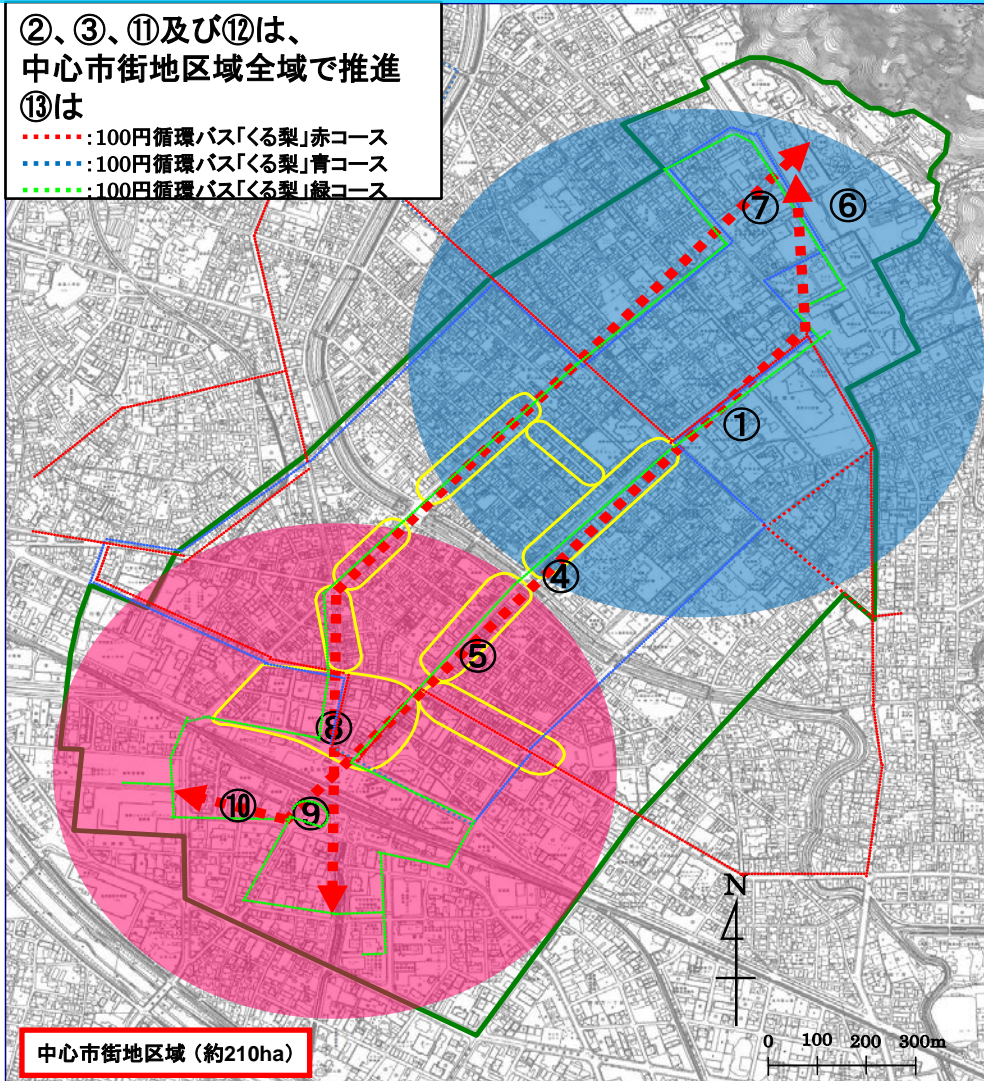 ②、③、⑪及び⑫は、
中心市街地区域全域で推進
⑬は
:100円循環バス「くる梨」赤コース
:100円循環バス「くる梨」青コース
:100円循環バス「くる梨」緑コース
⑦
⑥
①
④
⑤
⑧
⑩
⑨
N
0 100 200 300m
中心市街地区域（約210ha）